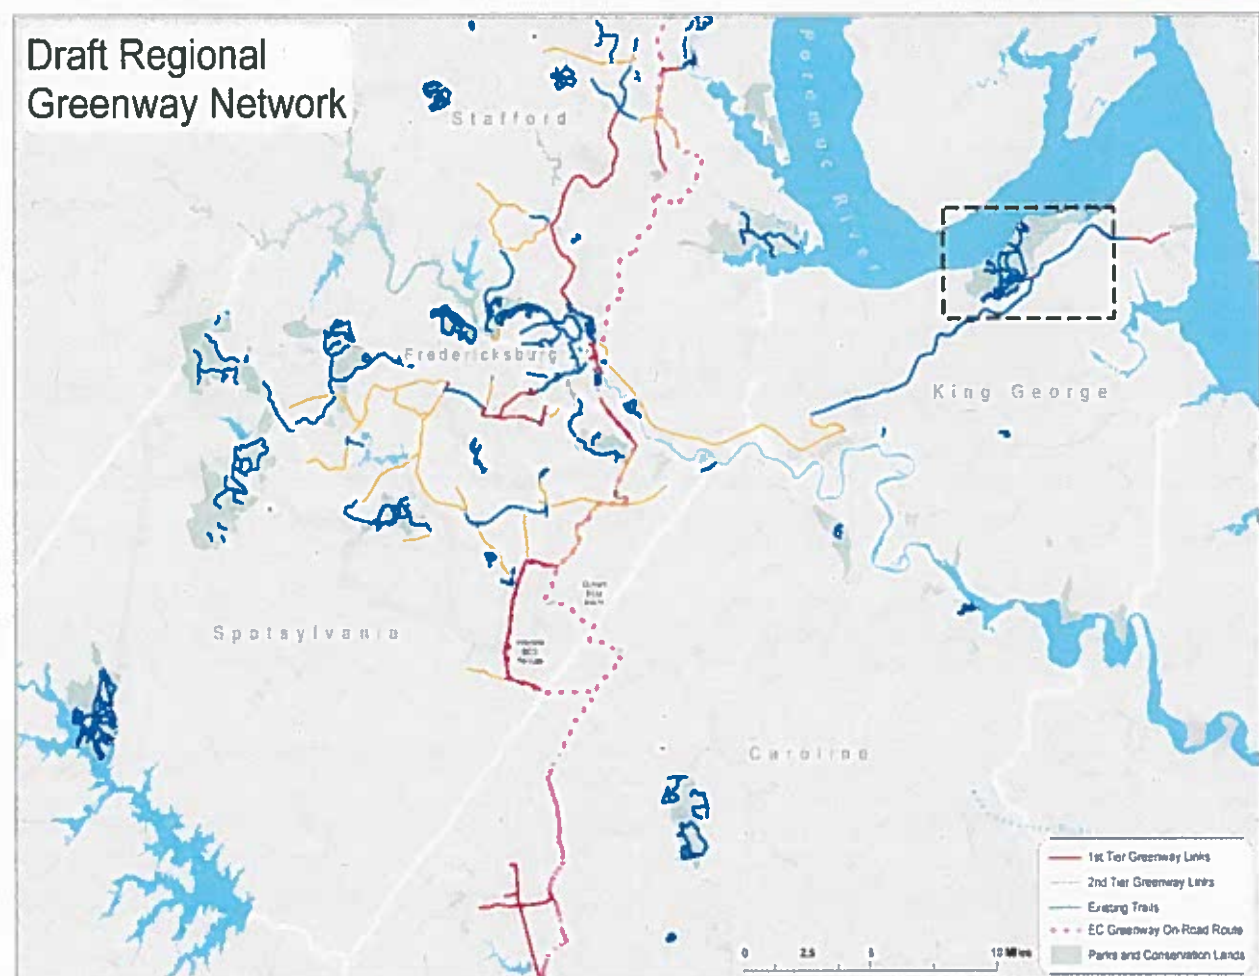 Draft Regional
Greenway Network
Stafford
Potomac River
Fredericksburg
King George
Spotsylvania
Caroline
0 2.5 5 10 Miles
1st Tier Greenway Links
2nd Tier Greenway Links
Existing Trails
EC Greenway On-Road Route
Parks and Conservation Lands